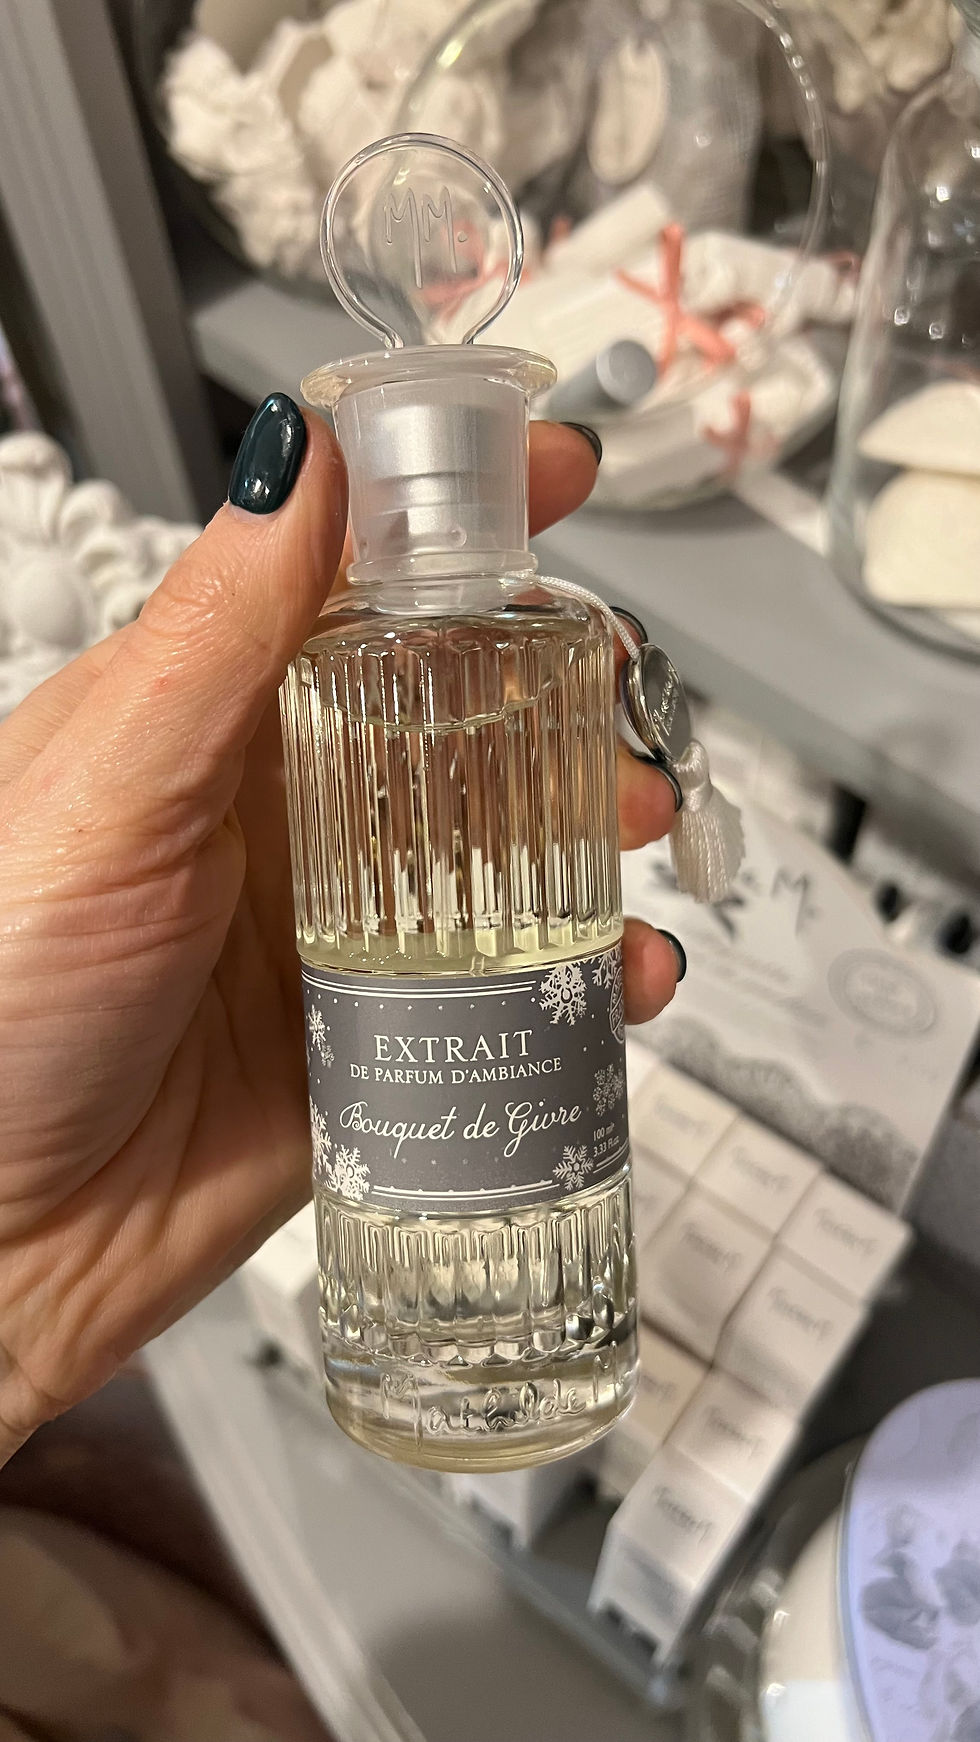 MM.
EXTRAIT
DE PARFUM D'AMBIANCE
Bouquet de Givre
100 ml℮
3.33 Fl.oz
Mathilde M